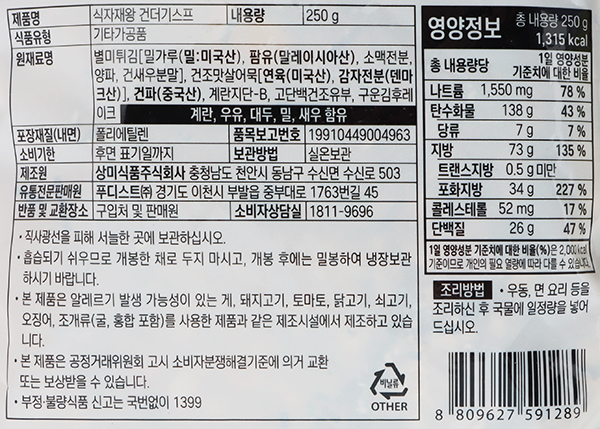 제품명 식자재왕 건더기스프 내용량 250 g
식품유형 기타가공품
원재료명 별미튀김[밀가루(밀:미국산), 팜유(말레이시아산), 소맥전분,
양파, 건새우분말], 건조맛살어묵[연육(미국산), 감자전분(덴마
크산)], 건파(중국산), 계란지단-B, 고단백건조유부, 구운김후레
이크 계란, 우유, 대두, 밀, 새우 함유
포장재질(내면) 폴리에틸렌 품목보고번호 19910449004963
소비기한 후면 표기일까지 보관방법 실온보관
제조원 상미식품주식회사 충청남도 천안시 동남구 수신면 수신로 503
유통전문판매원 푸디스트㈜ 경기도 이천시 부발읍 중부대로 1763번길 45
반품 및 교환장소 구입처 및 판매원 소비자상담실 1811-9696
· 직사광선을 피해 서늘한 곳에 보관하십시오.
· 흡습되기 쉬우므로 개봉한 채로 두지 마시고, 개봉 후에는 밀봉하여 냉장보관
하시기 바랍니다.
· 본 제품은 알레르기 발생 가능성이 있는 게, 돼지고기, 토마토, 닭고기, 쇠고기,
오징어, 조개류(굴, 홍합 포함)를 사용한 제품과 같은 제조시설에서 제조하고 있습
니다.
· 본 제품은 공정거래위원회 고시 소비자분쟁해결기준에 의거 교환
또는 보상받을 수 있습니다.
· 부정·불량식품 신고는 국번없이 1399
비닐류
OTHER
영양정보 총 내용량 250 g
1,315 kcal
총 내용량당 1일 영양성분
기준치에 대한 비율
나트륨 1,550 mg 78 %
탄수화물 138 g 43 %
당류 7 g 7 %
지방 73 g 135 %
트랜스지방 0.5 g 미만
포화지방 34 g 227 %
콜레스테롤 52 mg 17 %
단백질 26 g 47 %
1일 영양성분 기준치에 대한 비율(%)은 2,000 kcal
기준이므로 개인의 필요 열량에 따라 다를 수 있습니다.
조리방법 · 우동, 면 요리 등을
조리하신 후 국물에 일정량을 넣어
드십시오.
8 809627 591289